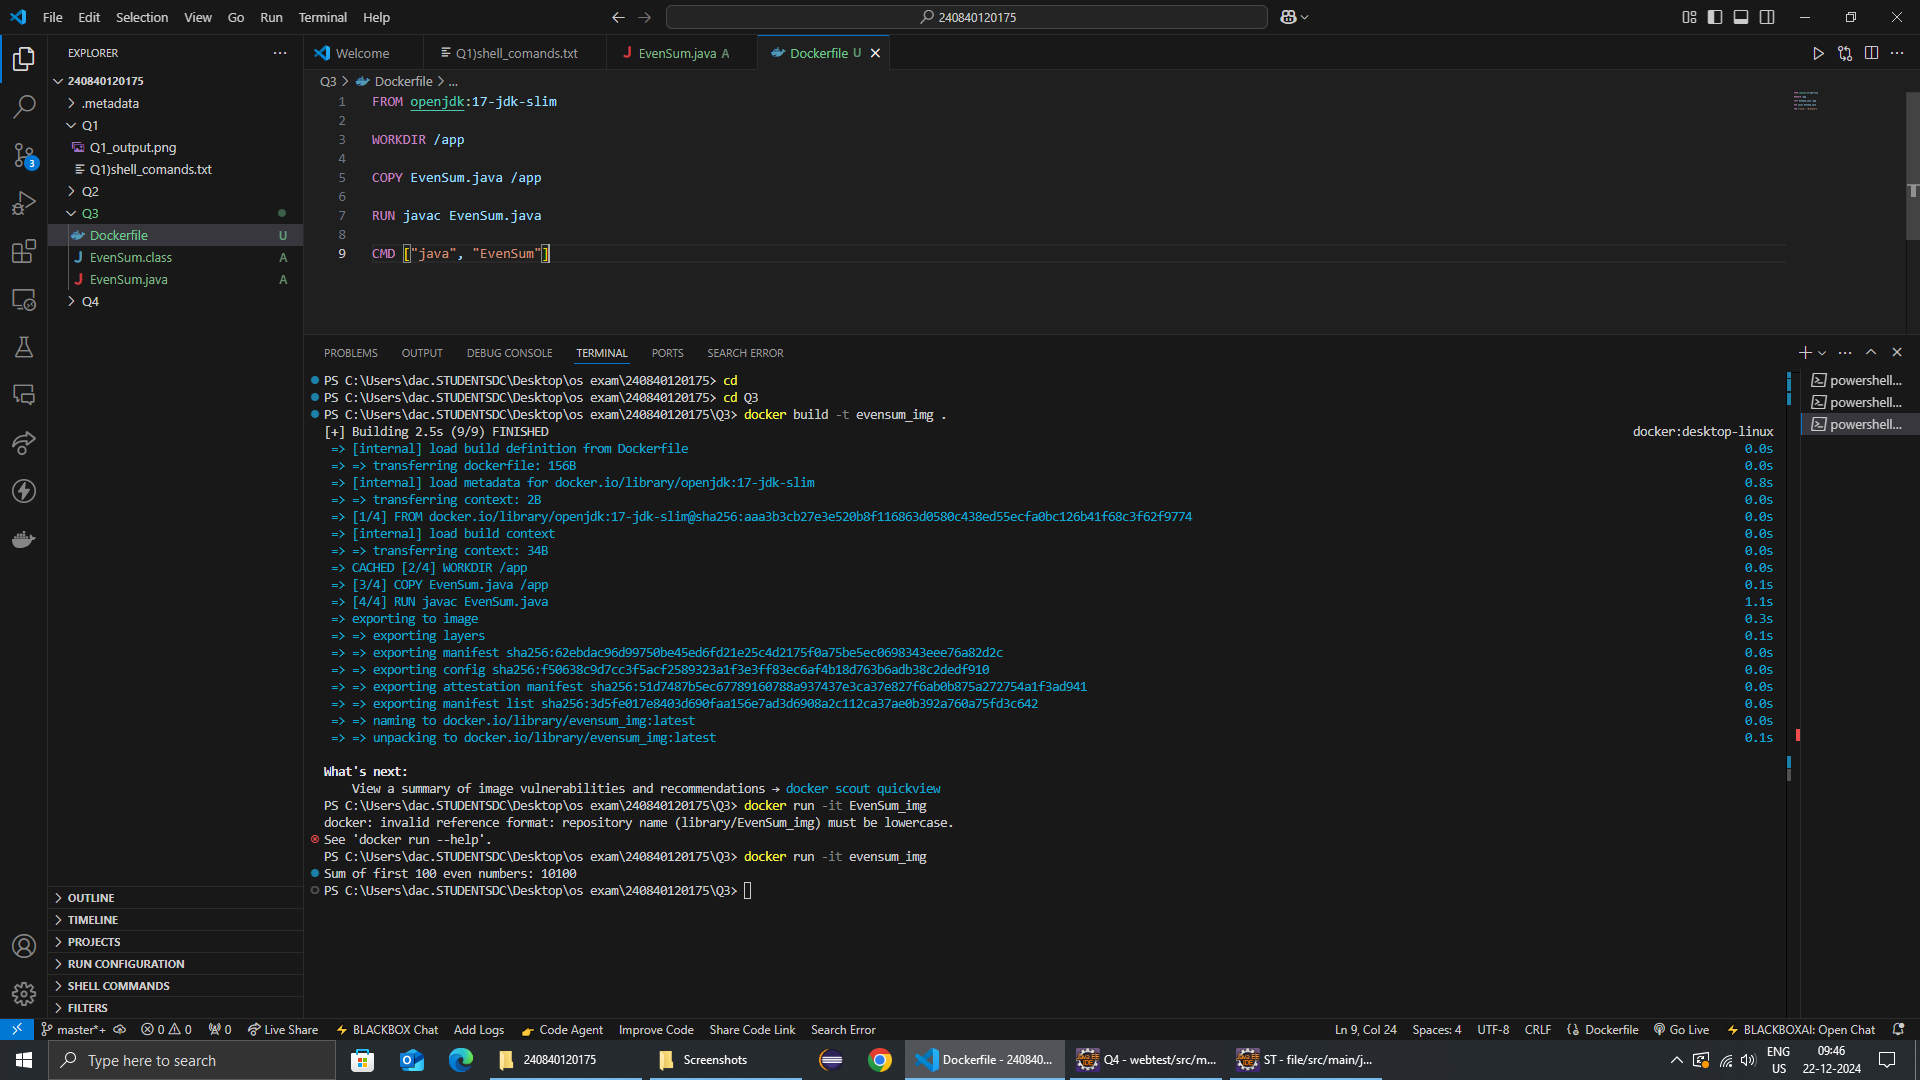 File Edit Selection View Go Run Terminal Help
240840120175
EXPLORER
Welcome
Q1)shell_comands.txt
EvenSum.java A
Dockerfile U
240840120175
.metadata
Q1
Q1_output.png
Q1)shell_comands.txt
Q2
Q3
Dockerfile U
EvenSum.class A
EvenSum.java A
Q4
Q3 > Dockerfile > ...
1 FROM openjdk:17-jdk-slim
2
3 WORKDIR /app
4
5 COPY EvenSum.java /app
6
7 RUN javac EvenSum.java
8
9 CMD ["java", "EvenSum"]
PROBLEMS OUTPUT DEBUG CONSOLE TERMINAL PORTS SEARCH ERROR
PS C:\Users\dac.STUDENTSDC\Desktop\os exam\240840120175> cd
PS C:\Users\dac.STUDENTSDC\Desktop\os exam\240840120175> cd Q3
PS C:\Users\dac.STUDENTSDC\Desktop\os exam\240840120175\Q3> docker build -t evensum_img .
[+] Building 2.5s (9/9) FINISHED docker:desktop-linux
=> [internal] load build definition from Dockerfile 0.0s
=> => transferring dockerfile: 156B 0.0s
=> [internal] load metadata for docker.io/library/openjdk:17-jdk-slim 0.8s
=> => transferring context: 2B 0.0s
=> [1/4] FROM docker.io/library/openjdk:17-jdk-slim@sha256:aaa3b3cb27e3e520b8f116863d0580c438ed55ecfa0bc126b41f68c3f62f9774 0.0s
=> [internal] load build context 0.0s
=> => transferring context: 34B 0.0s
=> CACHED [2/4] WORKDIR /app 0.0s
=> [3/4] COPY EvenSum.java /app 0.1s
=> [4/4] RUN javac EvenSum.java 1.1s
=> exporting to image 0.3s
=> => exporting layers 0.1s
=> => exporting manifest sha256:62ebdac96d99750be45ed6fd21e25c4d2175f0a75be5ec0698343eee76a82d2c 0.0s
=> => exporting config sha256:f50638c9d7cc3f5acf2589323a1f3e3ff83ec6af4b18d763b6adb38c2dedf910 0.0s
=> => exporting attestation manifest sha256:51d7487b5ec67789160788a937437e3ca37e827f6ab0b875a272754a1f3ad941 0.0s
=> => exporting manifest list sha256:3d5fe017e8403d690faa156e7ad3d6908a2c112ca37ae0b392a760a75fd3c642 0.0s
=> => naming to docker.io/library/evensum_img:latest 0.0s
=> => unpacking to docker.io/library/evensum_img:latest 0.1s
What's next:
View a summary of image vulnerabilities and recommendations → docker scout quickview
PS C:\Users\dac.STUDENTSDC\Desktop\os exam\240840120175\Q3> docker run -it EvenSum_img
docker: invalid reference format: repository name (library/EvenSum_img) must be lowercase.
See 'docker run --help'.
PS C:\Users\dac.STUDENTSDC\Desktop\os exam\240840120175\Q3> docker run -it evensum_img
Sum of first 100 even numbers: 10100
PS C:\Users\dac.STUDENTSDC\Desktop\os exam\240840120175\Q3>
powershell...
powershell...
powershell...
OUTLINE
TIMELINE
PROJECTS
RUN CONFIGURATION
SHELL COMMANDS
FILTERS
3
master*+ 0 0 0 Live Share BLACKBOX Chat Add Logs Code Agent Improve Code Share Code Link Search Error Ln 9, Col 24 Spaces: 4 UTF-8 CRLF Dockerfile Go Live BLACKBOXAI: Open Chat
Type here to search
240840120175
Screenshots
Dockerfile - 240840...
Q4 - webtest/src/m...
ST - file/src/main/j...
ENG
US
09:46
22-12-2024